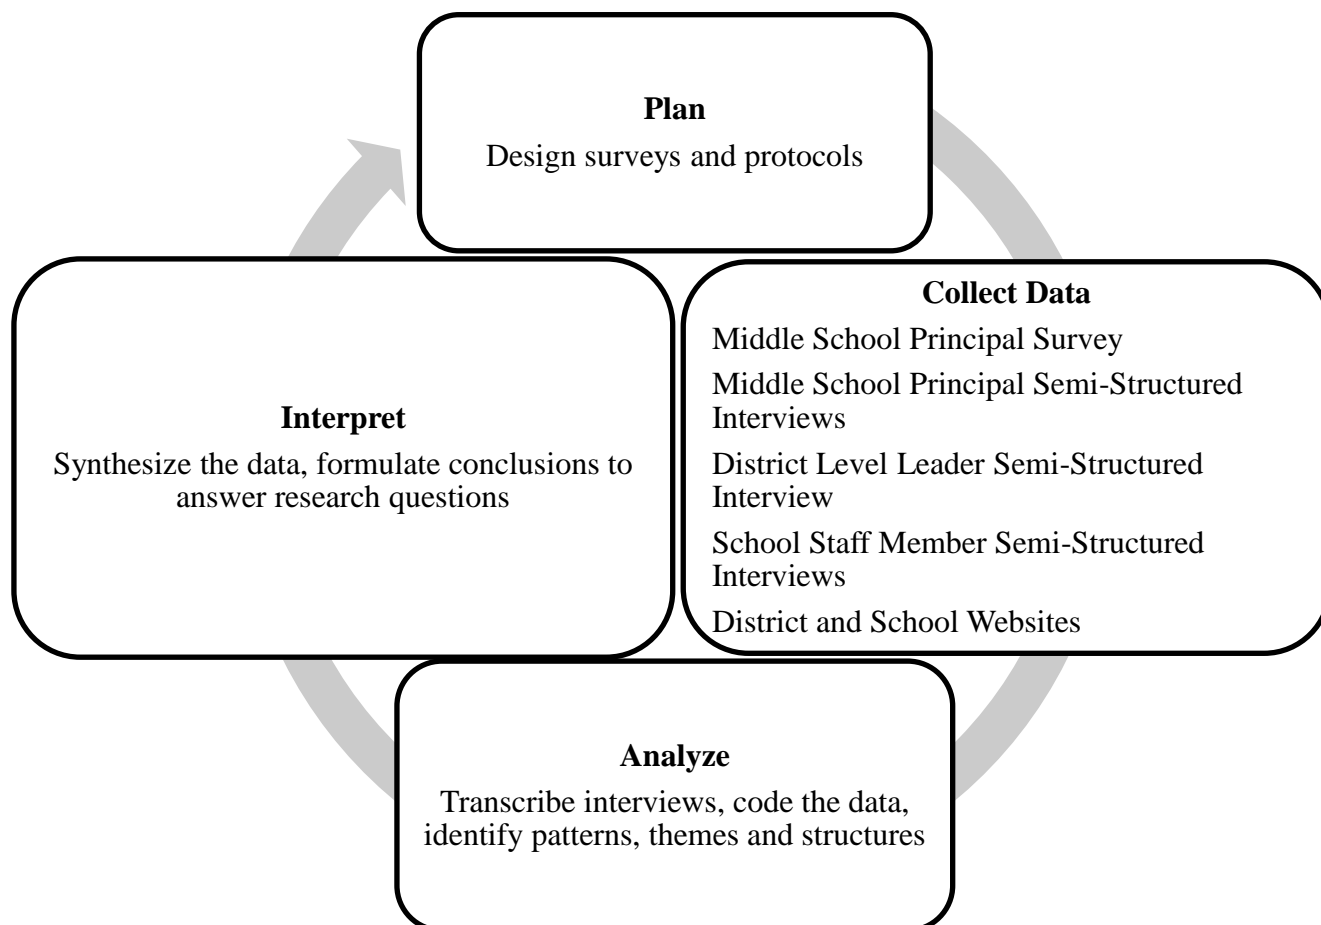 Plan
Design surveys and protocols
Collect Data
Middle School Principal Survey
Middle School Principal Semi-Structured
Interviews
District Level Leader Semi-Structured
Interview
School Staff Member Semi-Structured
Interviews
District and School Websites
Analyze
Transcribe interviews, code the data,
identify patterns, themes and structures
Interpret
Synthesize the data, formulate conclusions to
answer research questions